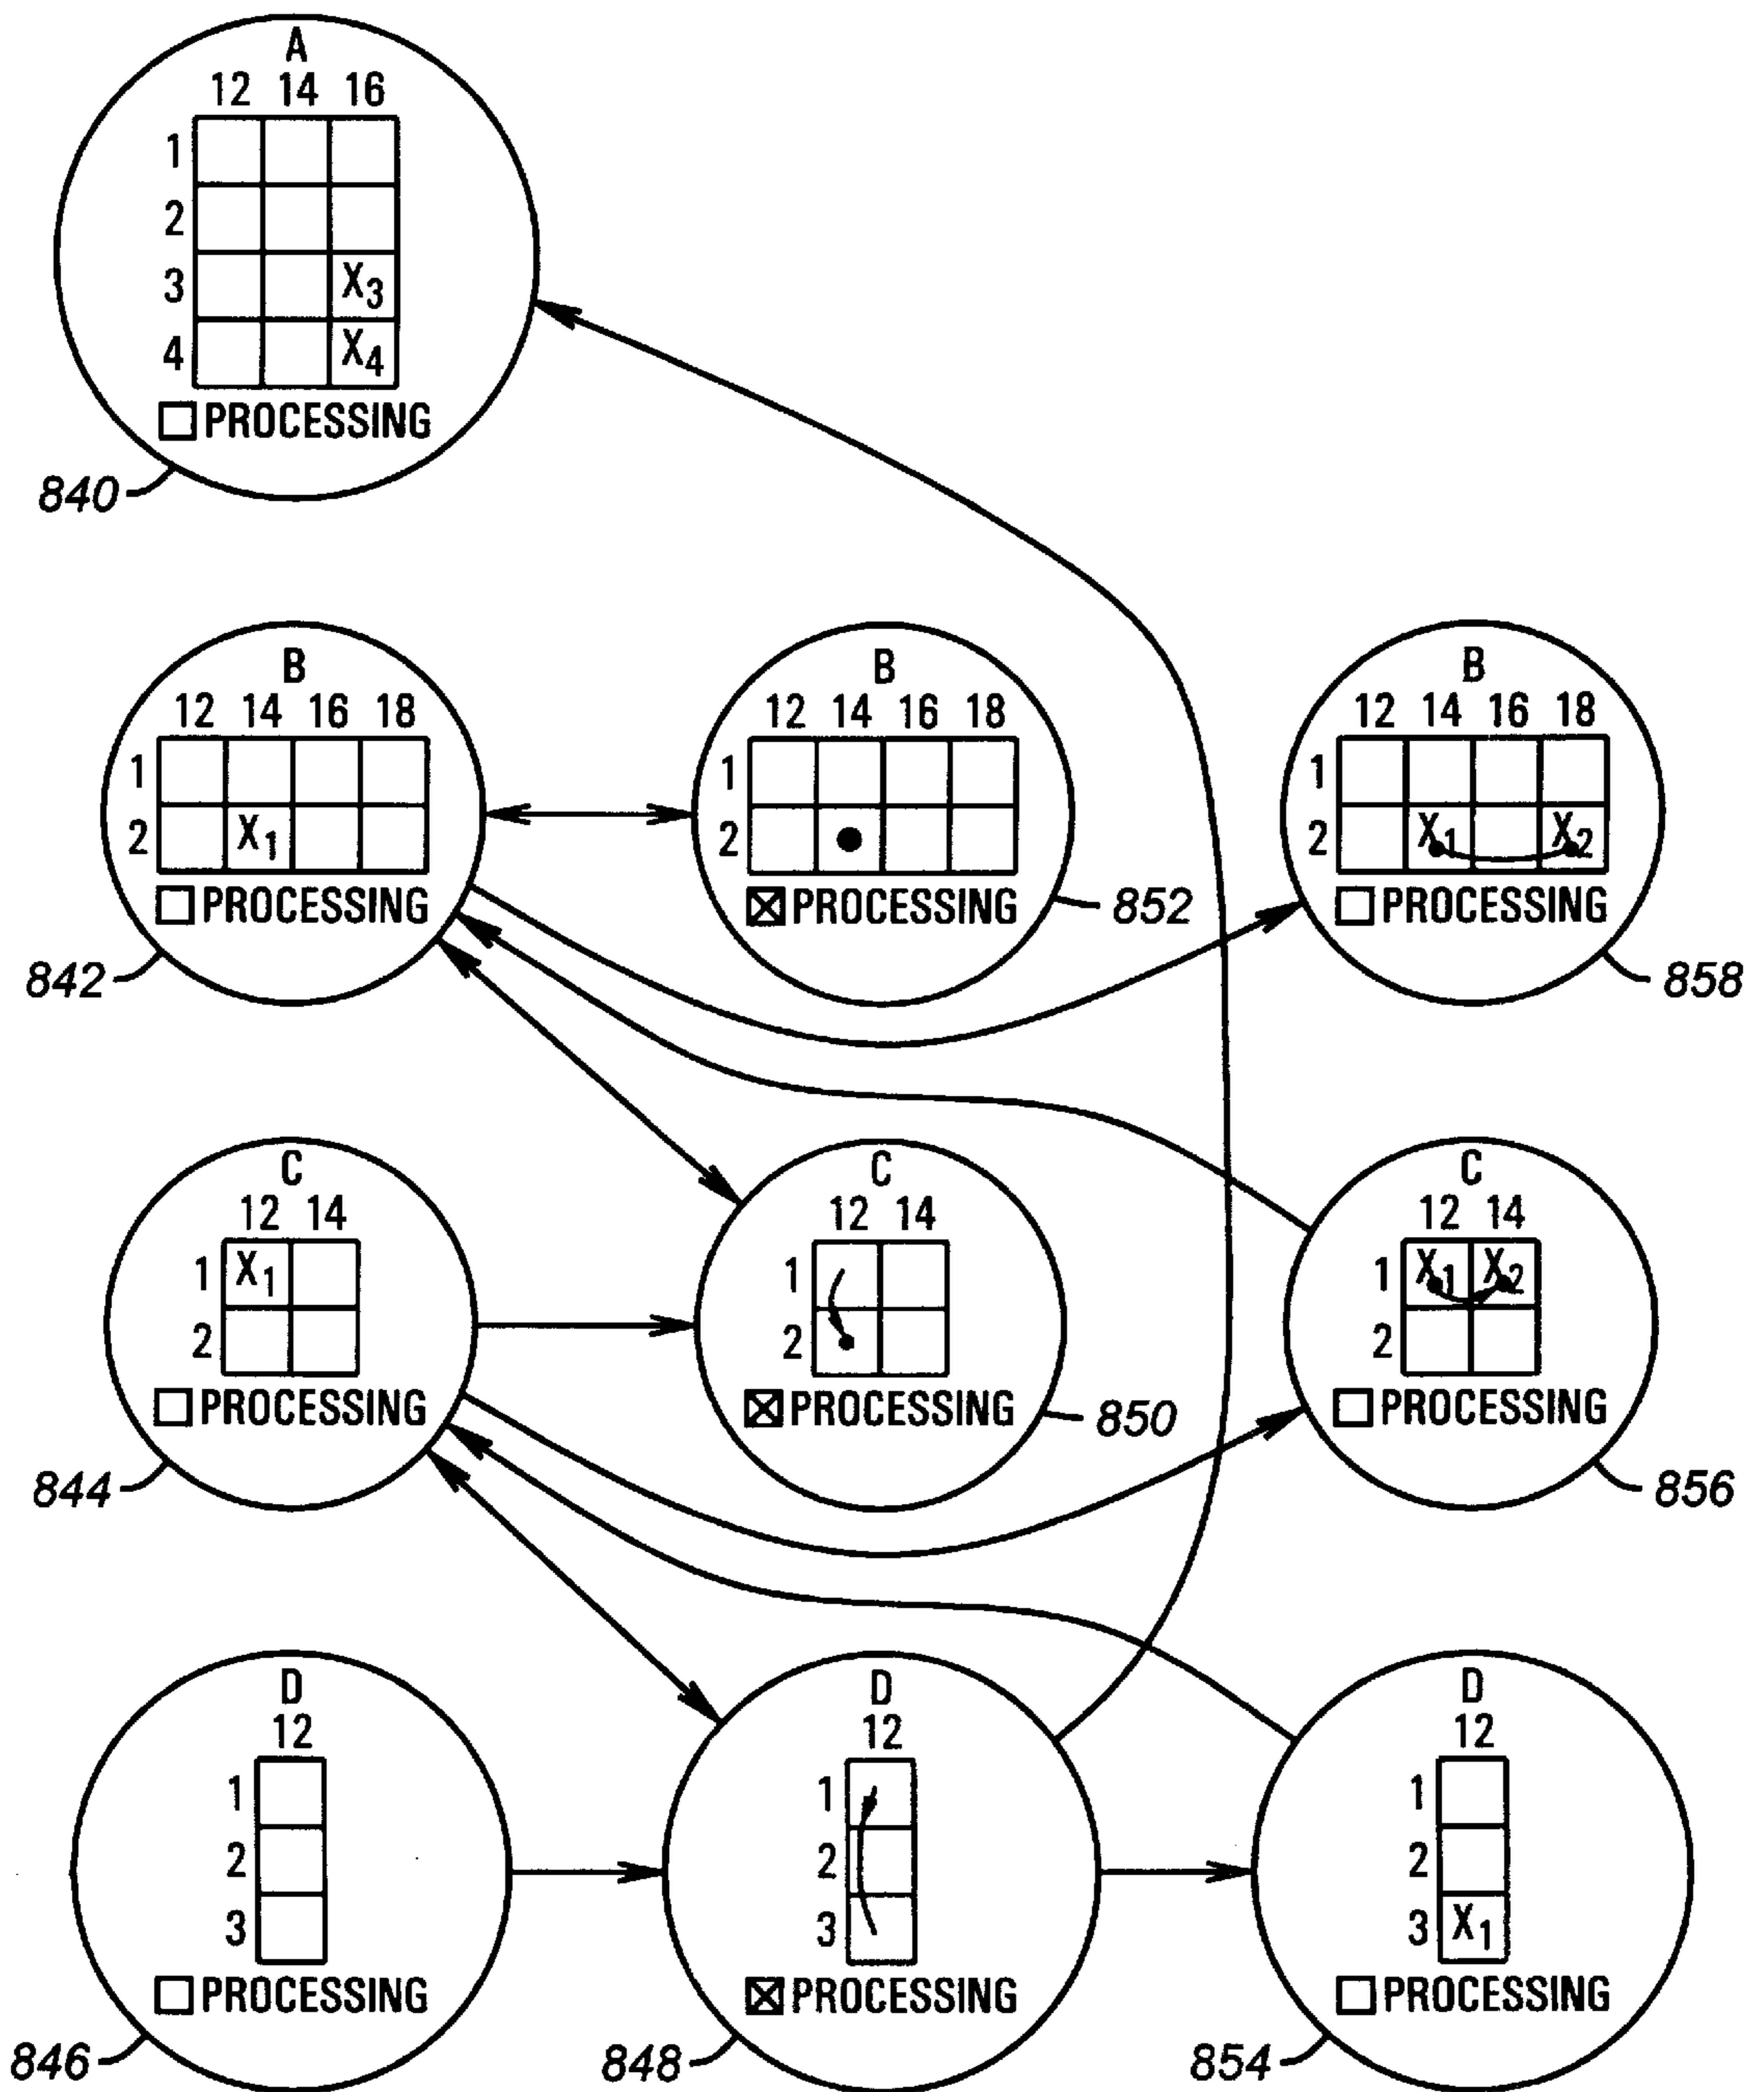 A
12 14 16
1
2
3 X3
4 X4
PROCESSING
840
B
12 14 16 18
1
2 X1
PROCESSING
842
B
12 14 16 18
1
2
PROCESSING
852
B
12 14 16 18
1
2 X1 X2
PROCESSING
858
C
12 14
1 X1
2
PROCESSING
844
C
12 14
1
2
PROCESSING
850
C
12 14
1 X1 X2
2
PROCESSING
856
D
12
1
2
3
PROCESSING
846
D
12
1
2
3
PROCESSING
848
D
12
1
2
3 X1
PROCESSING
854